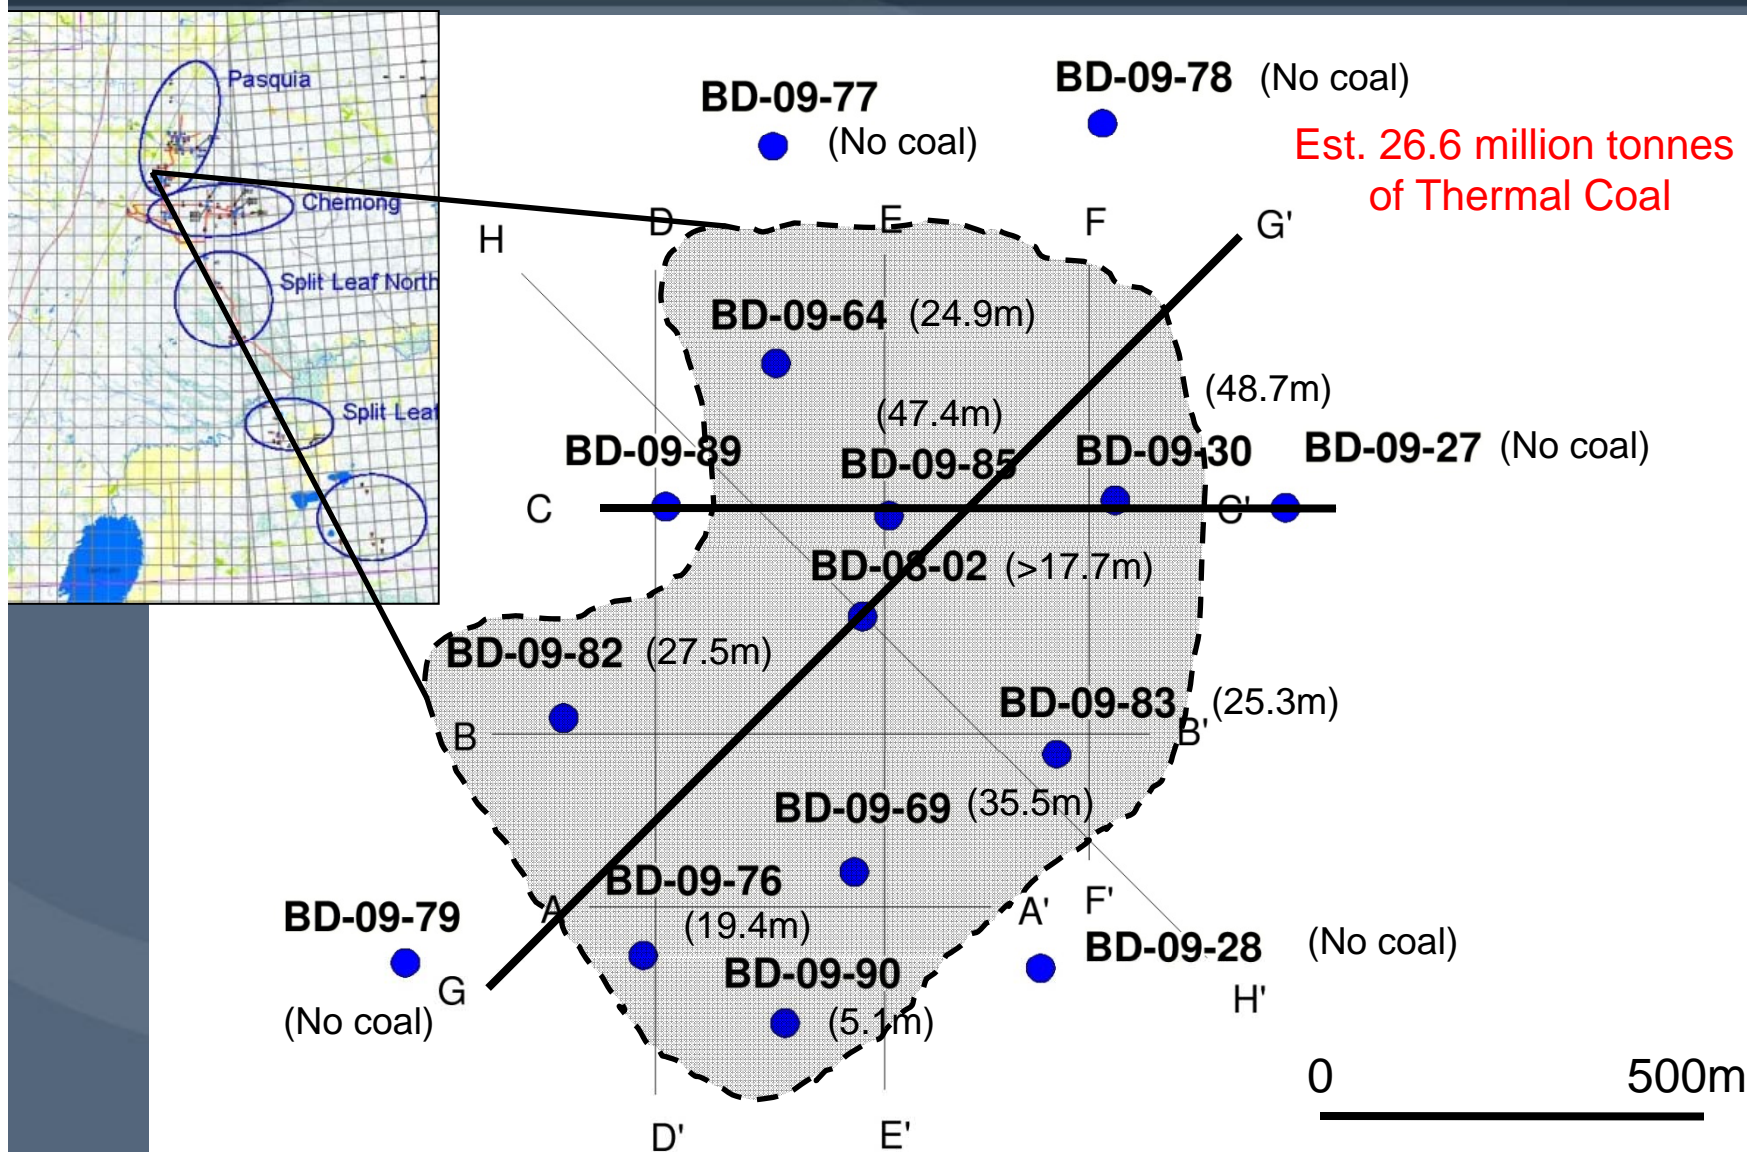 Pasquia
Chemong
Split Leaf North
Split Leaf
BD-09-77
(No coal)
BD-09-78 (No coal)
Est. 26.6 million tonnes
of Thermal Coal
H
D
E
F
G'
BD-09-64 (24.9m)
(48.7m)
(47.4m)
BD-09-89
BD-09-85
BD-09-30
BD-09-27 (No coal)
C
C'
BD-08-02 (>17.7m)
BD-09-82 (27.5m)
BD-09-83 (25.3m)
B
B'
BD-09-69 (35.5m)
BD-09-76
(19.4m)
A
A'
F'
BD-09-79
(No coal)
G
BD-09-28 (No coal)
BD-09-90
(5.1m)
H'
0 500m
D'
E'